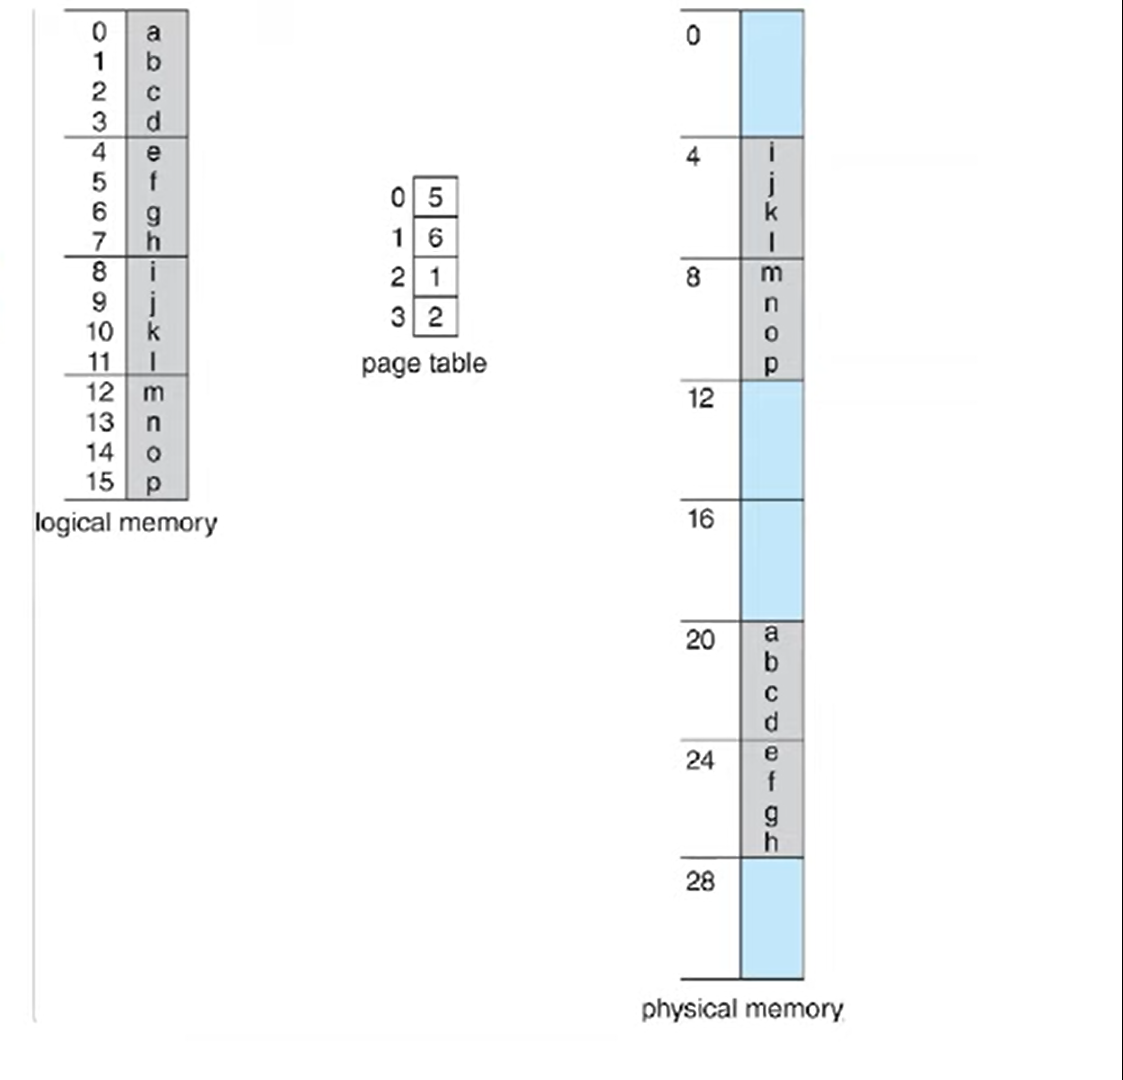 0 a
1 b
2 c
3 d
4 e
5 f
6 g
7 h
8 i
9 j
10 k
11 l
12 m
13 n
14 o
15 p
logical memory
0 5
1 6
2 1
3 2
page table
0
4 i
j
k
l
8 m
n
o
p
12
16
20 a
b
c
d
24 e
f
g
h
28
physical memory